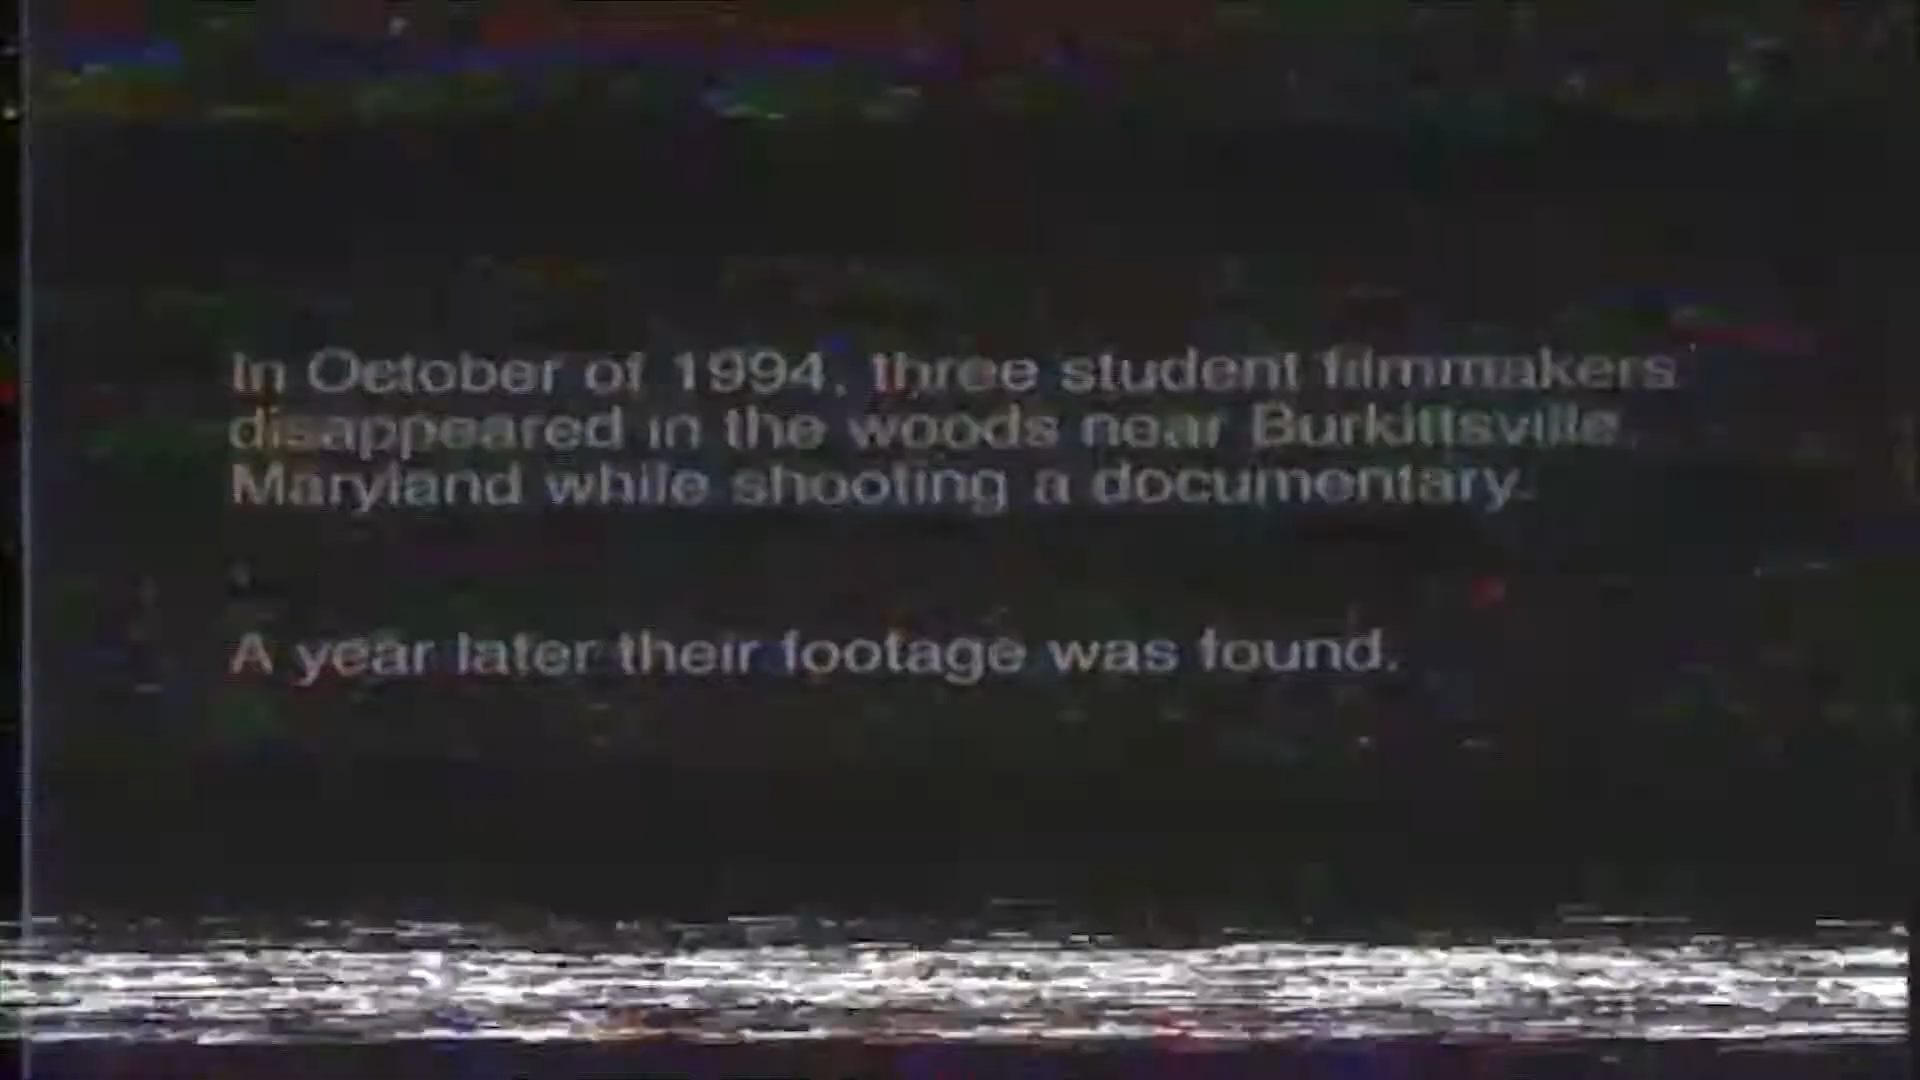 In October of 1994, three student filmmakers
disappeared in the woods near Burkittsville,
Maryland while shooting a documentary.
A year later their footage was found.